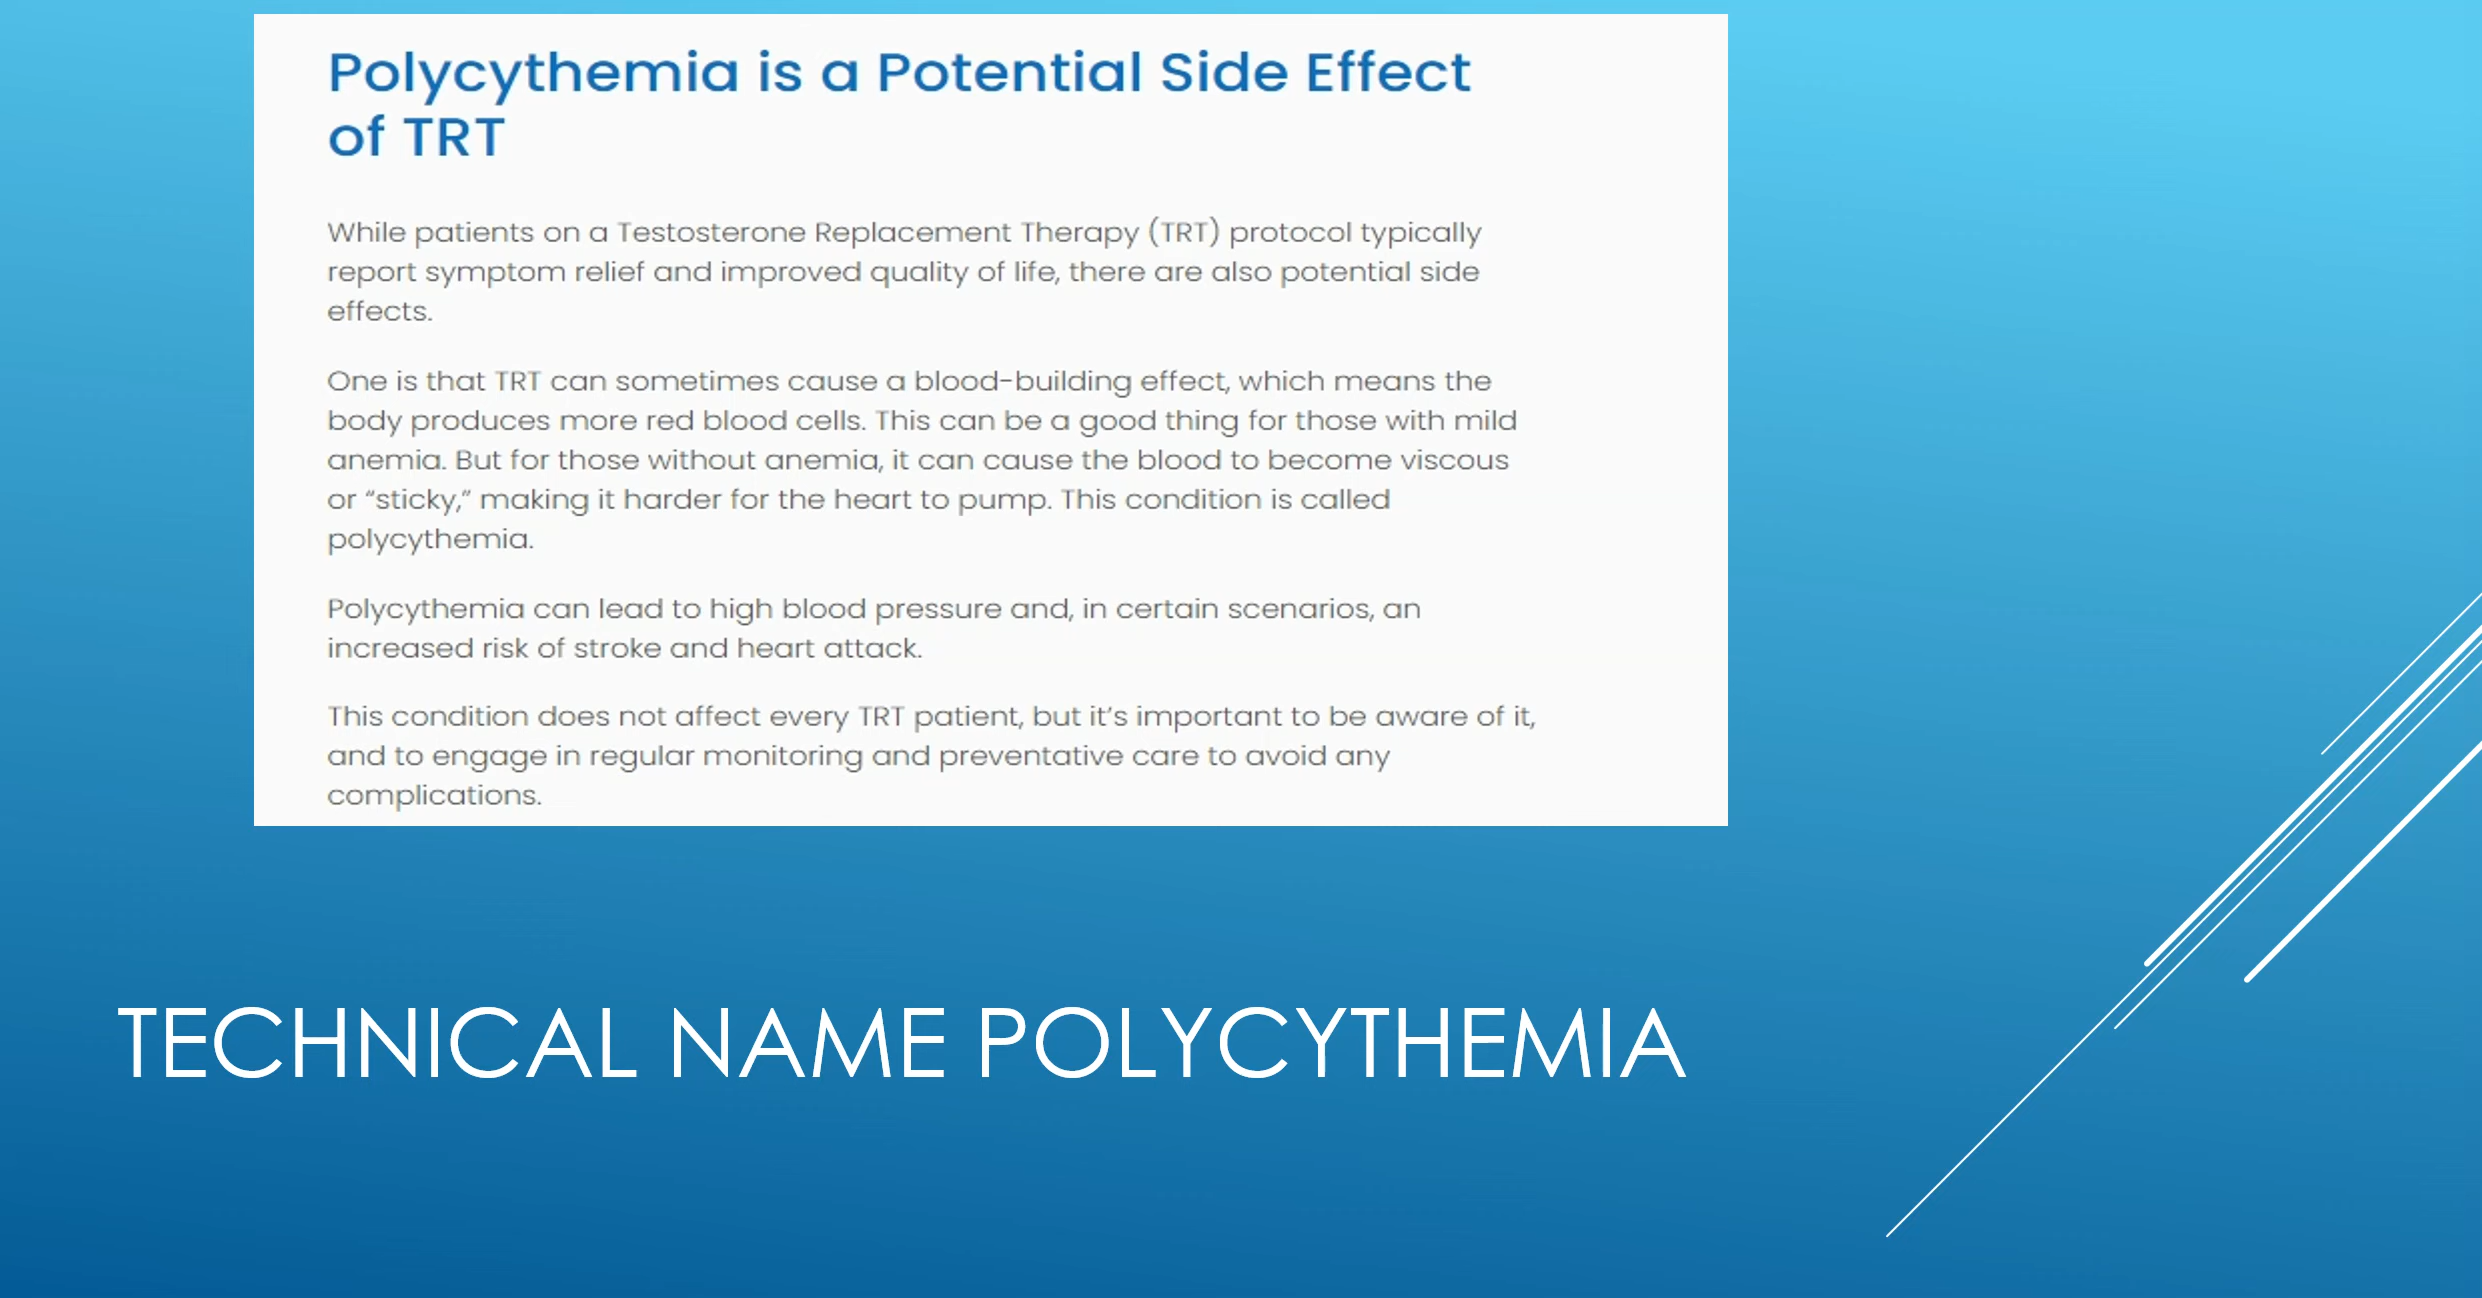 Polycythemia is a Potential Side Effect
of TRT
While patients on a Testosterone Replacement Therapy (TRT) protocol typically
report symptom relief and improved quality of life, there are also potential side
effects.
One is that TRT can sometimes cause a blood-building effect, which means the
body produces more red blood cells. This can be a good thing for those with mild
anemia. But for those without anemia, it can cause the blood to become viscous
or “sticky,” making it harder for the heart to pump. This condition is called
polycythemia.
Polycythemia can lead to high blood pressure and, in certain scenarios, an
increased risk of stroke and heart attack.
This condition does not affect every TRT patient, but it’s important to be aware of it,
and to engage in regular monitoring and preventative care to avoid any
complications.
TECHNICAL NAME POLYCYTHEMIA